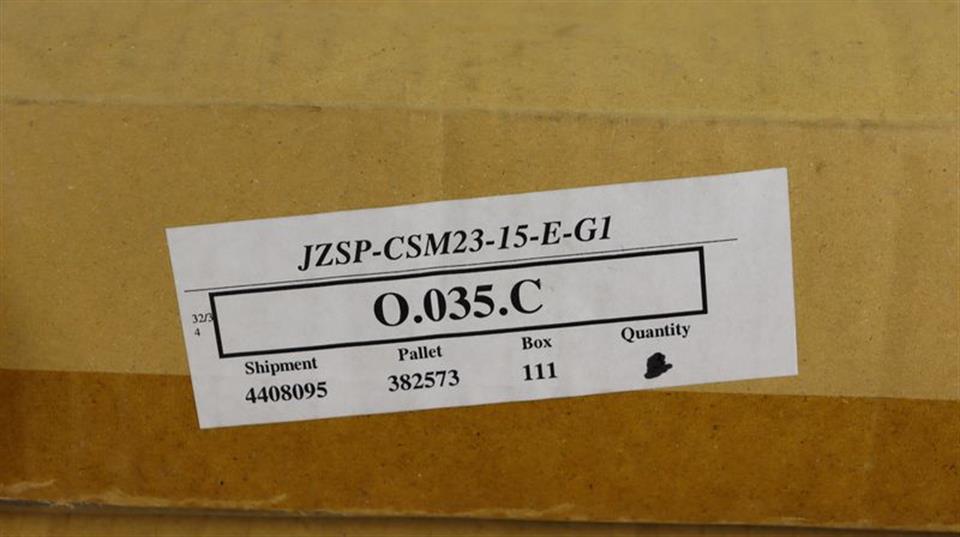 JZSP-CSM23-15-E-G1
O.035.C
32/3
4
Shipment Pallet Box Quantity
4408095 382573 111